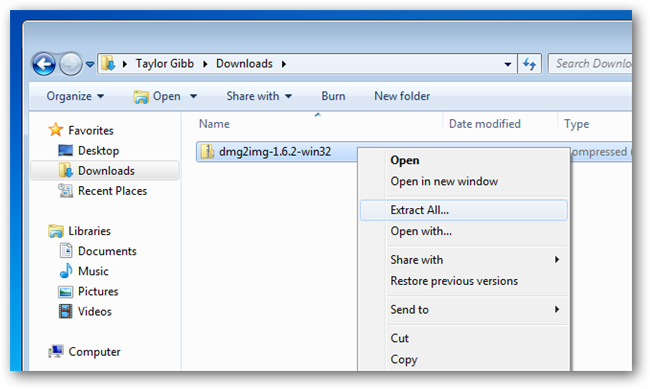 Taylor Gibb Downloads Search Downlo
Organize Open Share with Burn New folder
Name Date modified Type
Favorites
Desktop
Downloads
Recent Places
Libraries
Documents
Music
Pictures
Videos
Computer
dmg2img-1.6.2-win32 ompressed
Open
Open in new window
Extract All...
Open with...
Share with
Restore previous versions
Send to
Cut
Copy